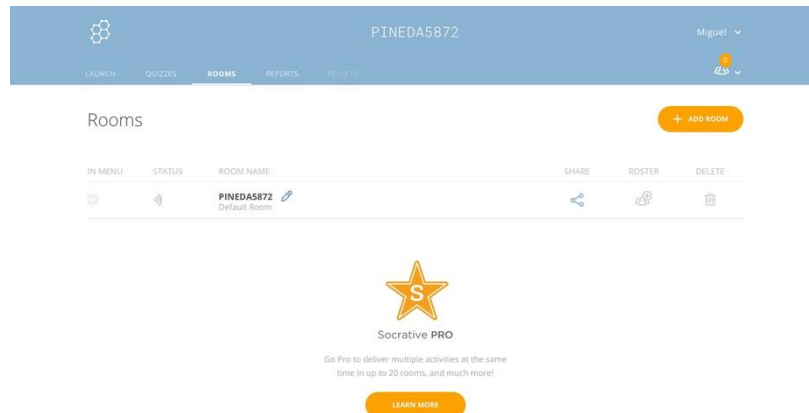 PINEDA5872
Miguel
LAUNCH QUIZZES ROOMS REPORTS RESULTS
0
Rooms
+ ADD ROOM
IN MENU STATUS ROOM NAME SHARE ROSTER DELETE
PINEDA5872
Default Room
S
Socrative PRO
Go Pro to deliver multiple activities at the same
time in up to 20 rooms, and much more!
LEARN MORE